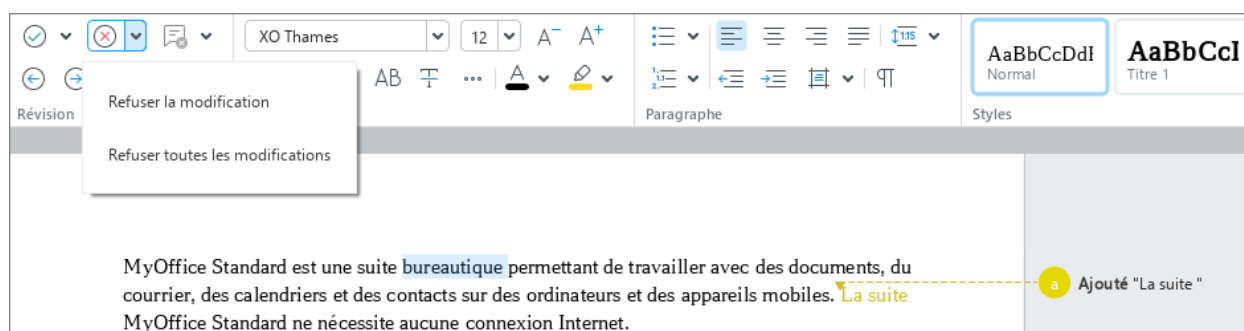 XO Thames
12
A⁻ A⁺
1.15
AaBbCcDdI
Normal
AaBbCcI
Titre 1
AB
A
Révision
Paragraphe
Styles
Refuser la modification
Refuser toutes les modifications
MyOffice Standard est une suite bureautique permettant de travailler avec des documents, du
courrier, des calendriers et des contacts sur des ordinateurs et des appareils mobiles. La suite
MyOffice Standard ne nécessite aucune connexion Internet.
a Ajouté "La suite "